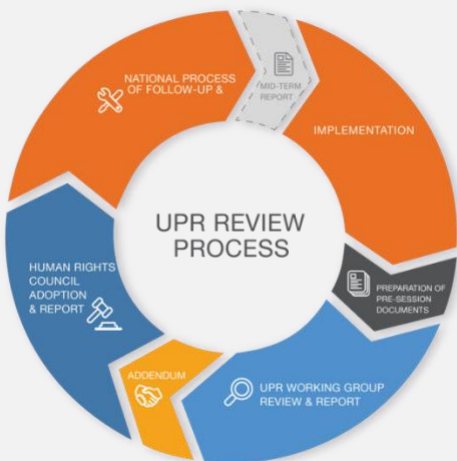 UPR REVIEW
PROCESS
NATIONAL PROCESS
OF FOLLOW-UP &
MID-TERM
REPORT
IMPLEMENTATION
PREPARATION OF
PRE-SESSION
DOCUMENTS
UPR WORKING GROUP
REVIEW & REPORT
ADDENDUM
HUMAN RIGHTS
COUNCIL
ADOPTION
& REPORT